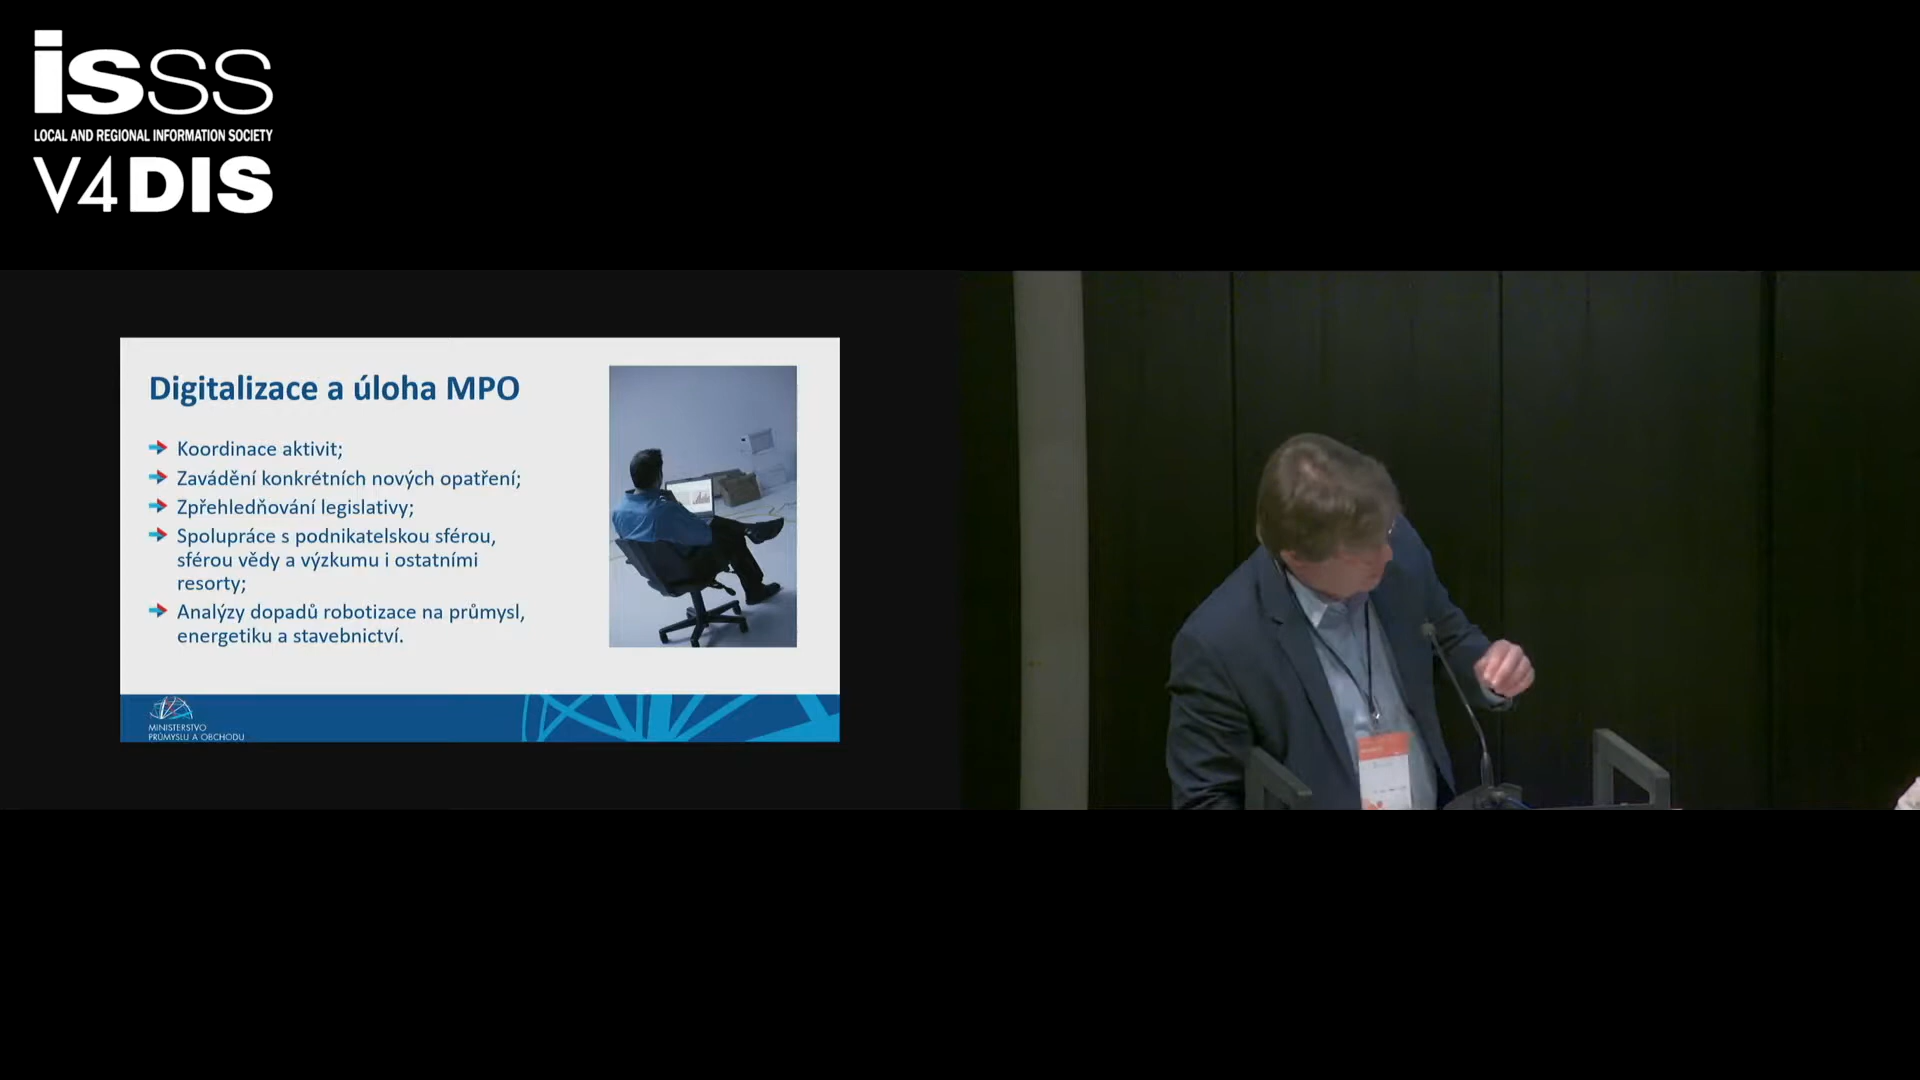 isss
LOCAL AND REGIONAL INFORMATION SOCIETY
V4DIS
Digitalizace a úloha MPO
Koordinace aktivit;
Zavádění konkrétních nových opatření;
Zpřehledňování legislativy;
Spolupráce s podnikatelskou sférou,
sférou vědy a výzkumu i ostatními
resorty;
Analýzy dopadů robotizace na průmysl,
energetiku a stavebnictví.
MINISTERSTVO
PRŮMYSLU A OBCHODU